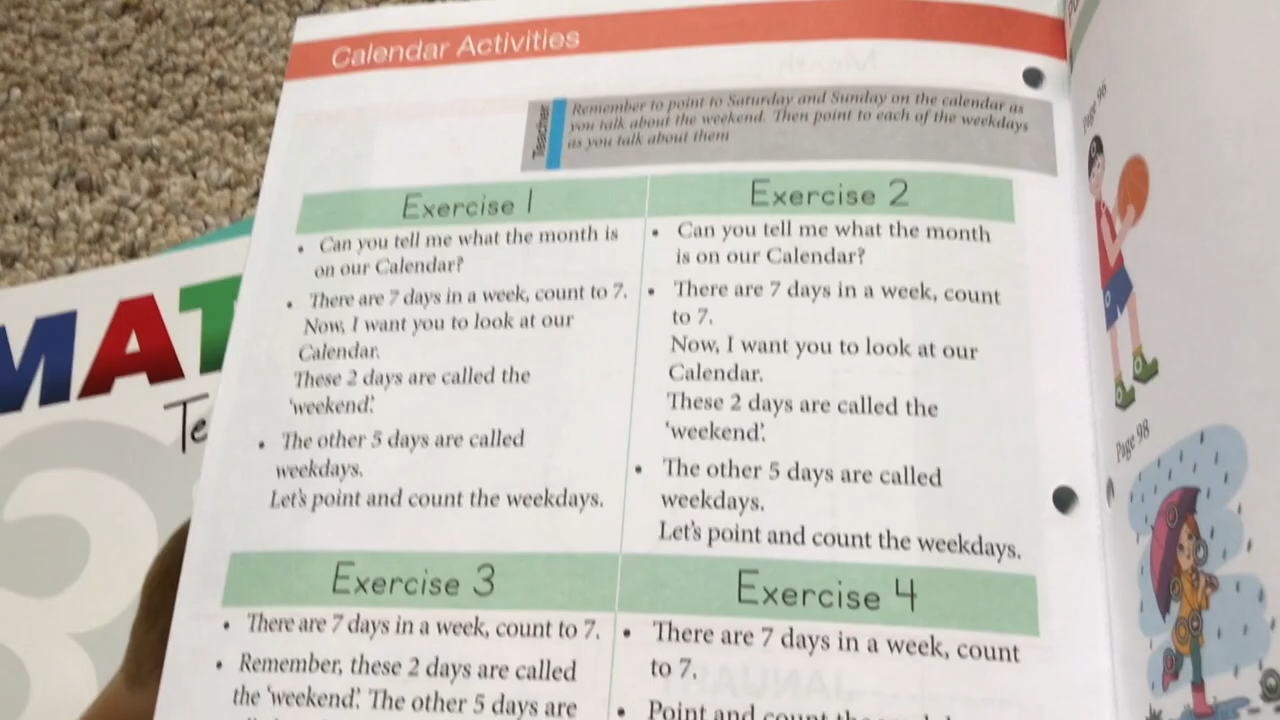 Calendar Activities
Teacher
Remember to point to Saturday and Sunday on the calendar as
you talk about the weekend. Then point to each of the weekdays
as you talk about them
Exercise 1
• Can you tell me what the month is
on our Calendar?
• There are 7 days in a week, count to 7.
Now, I want you to look at our
Calendar.
These 2 days are called the
‘weekend’.
• The other 5 days are called
weekdays.
Let’s point and count the weekdays.
Exercise 2
• Can you tell me what the month
is on our Calendar?
• There are 7 days in a week, count
to 7.
Now, I want you to look at our
Calendar.
These 2 days are called the
‘weekend’.
• The other 5 days are called
weekdays.
Let’s point and count the weekdays.
Exercise 3
• There are 7 days in a week, count to 7.
• Remember, these 2 days are called
the ‘weekend’. The other 5 days are
Exercise 4
• There are 7 days in a week, count
to 7.
• Point and count the
Page 96
Page 98
MAT
Te
3